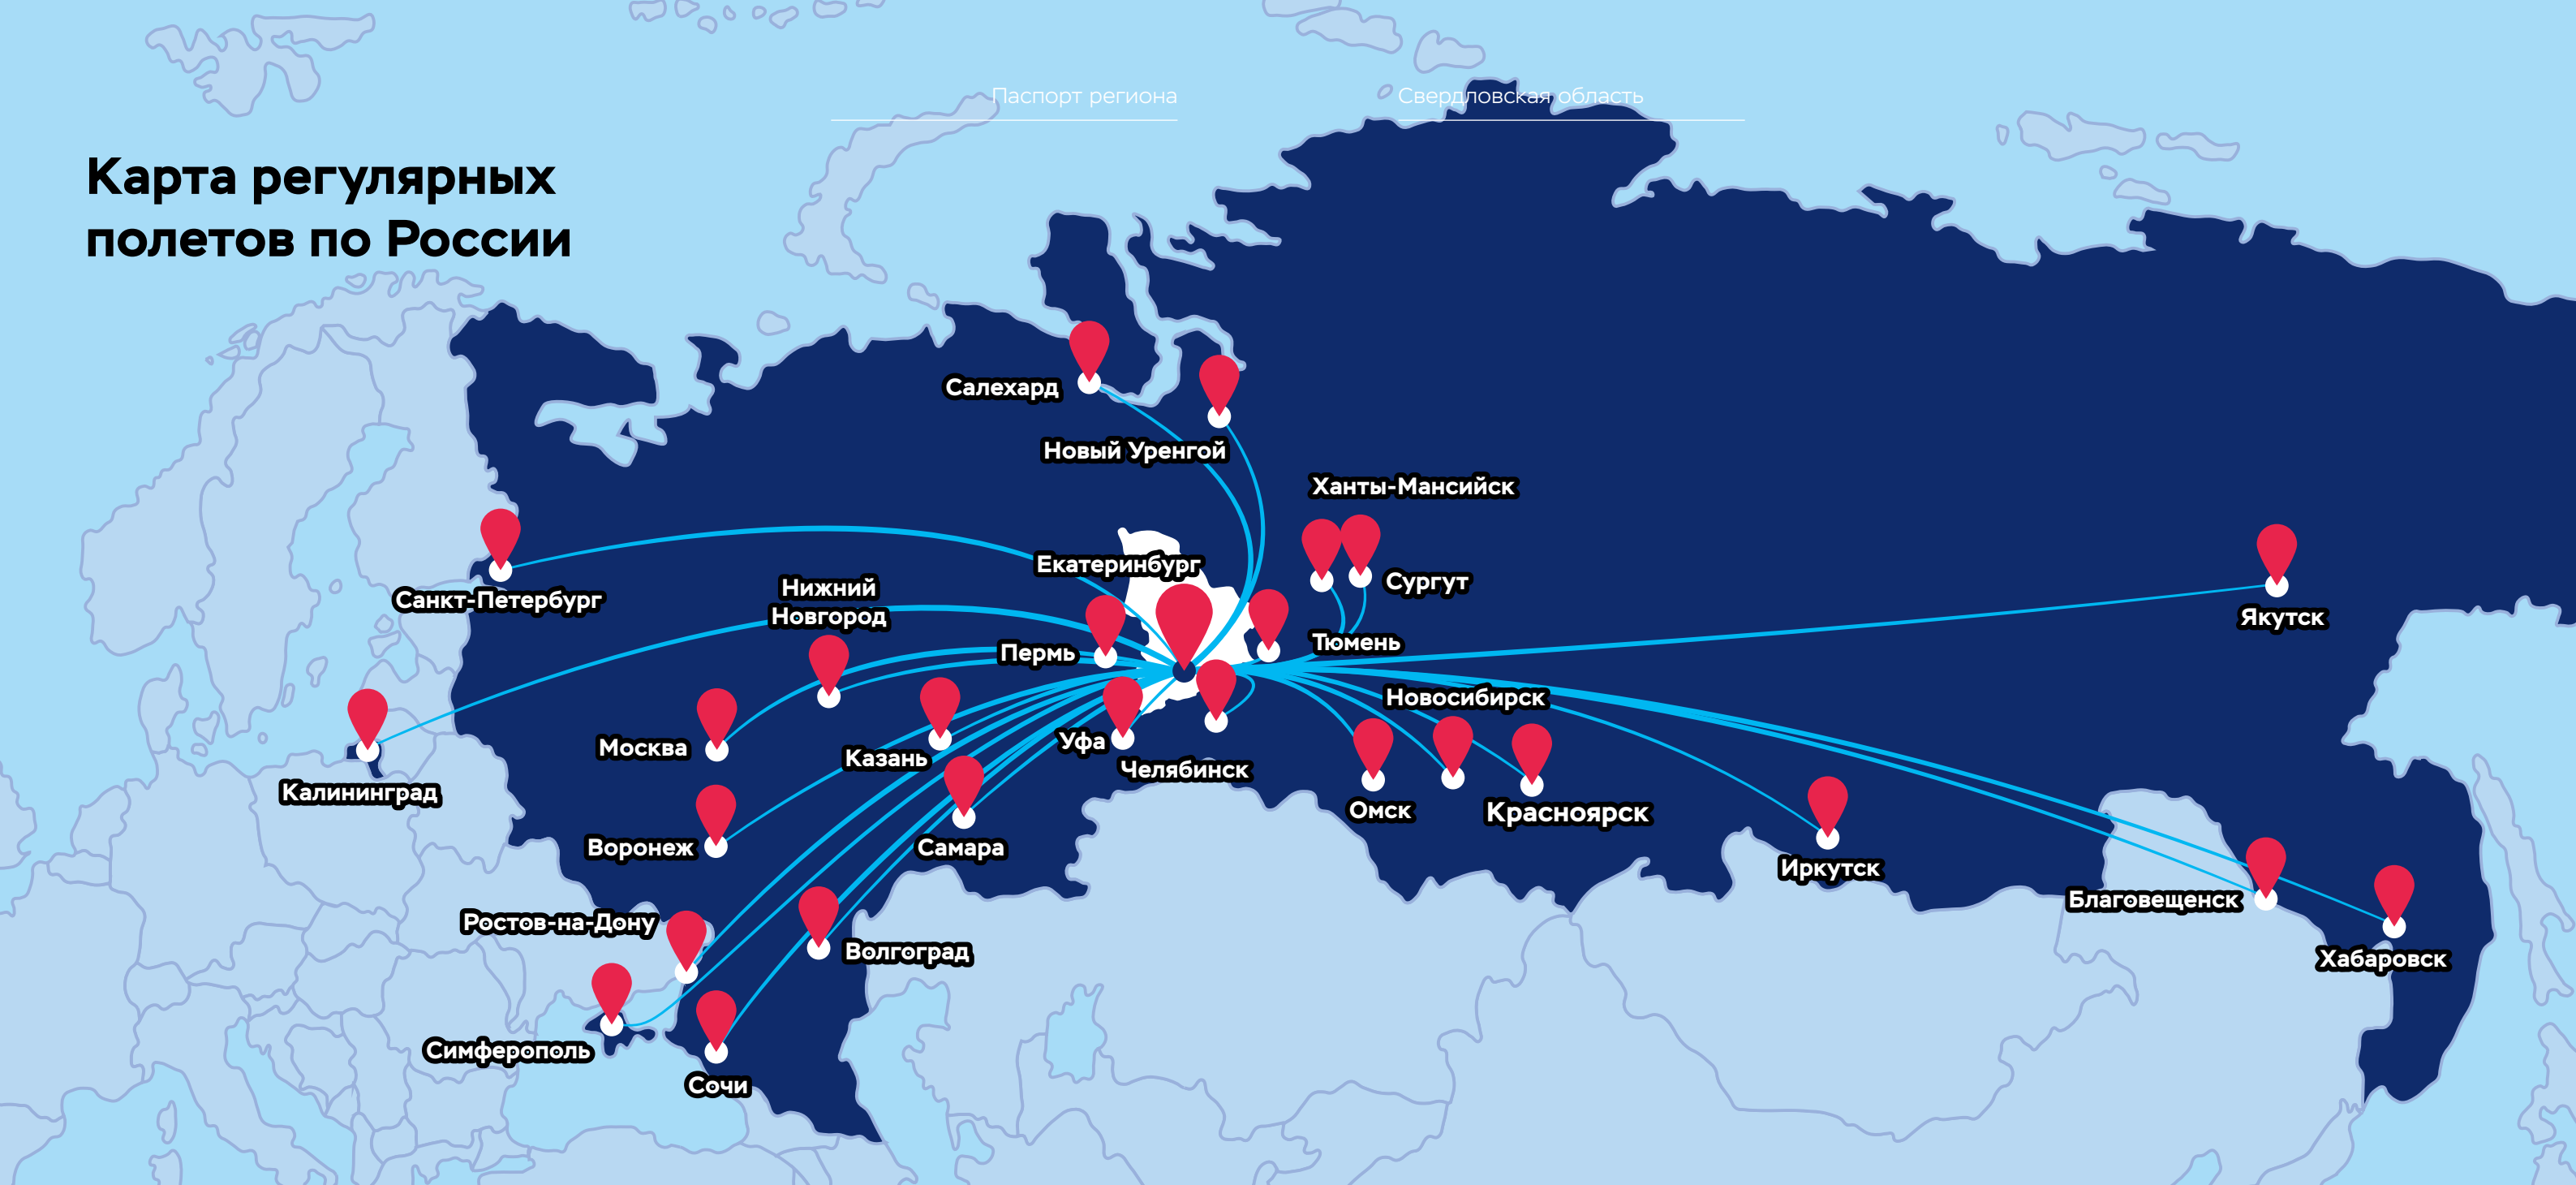 Паспорт региона
Свердловская область
Карта регулярных
полетов по России
Салехард
Новый Уренгой
Ханты-Мансийск
Сургут
Екатеринбург
Санкт-Петербург
Нижний
Новгород
Якутск
Пермь
Тюмень
Новосибирск
Москва
Казань
Уфа
Челябинск
Калининград
Омск
Красноярск
Воронеж
Самара
Иркутск
Благовещенск
Ростов-на-Дону
Волгоград
Хабаровск
Симферополь
Сочи